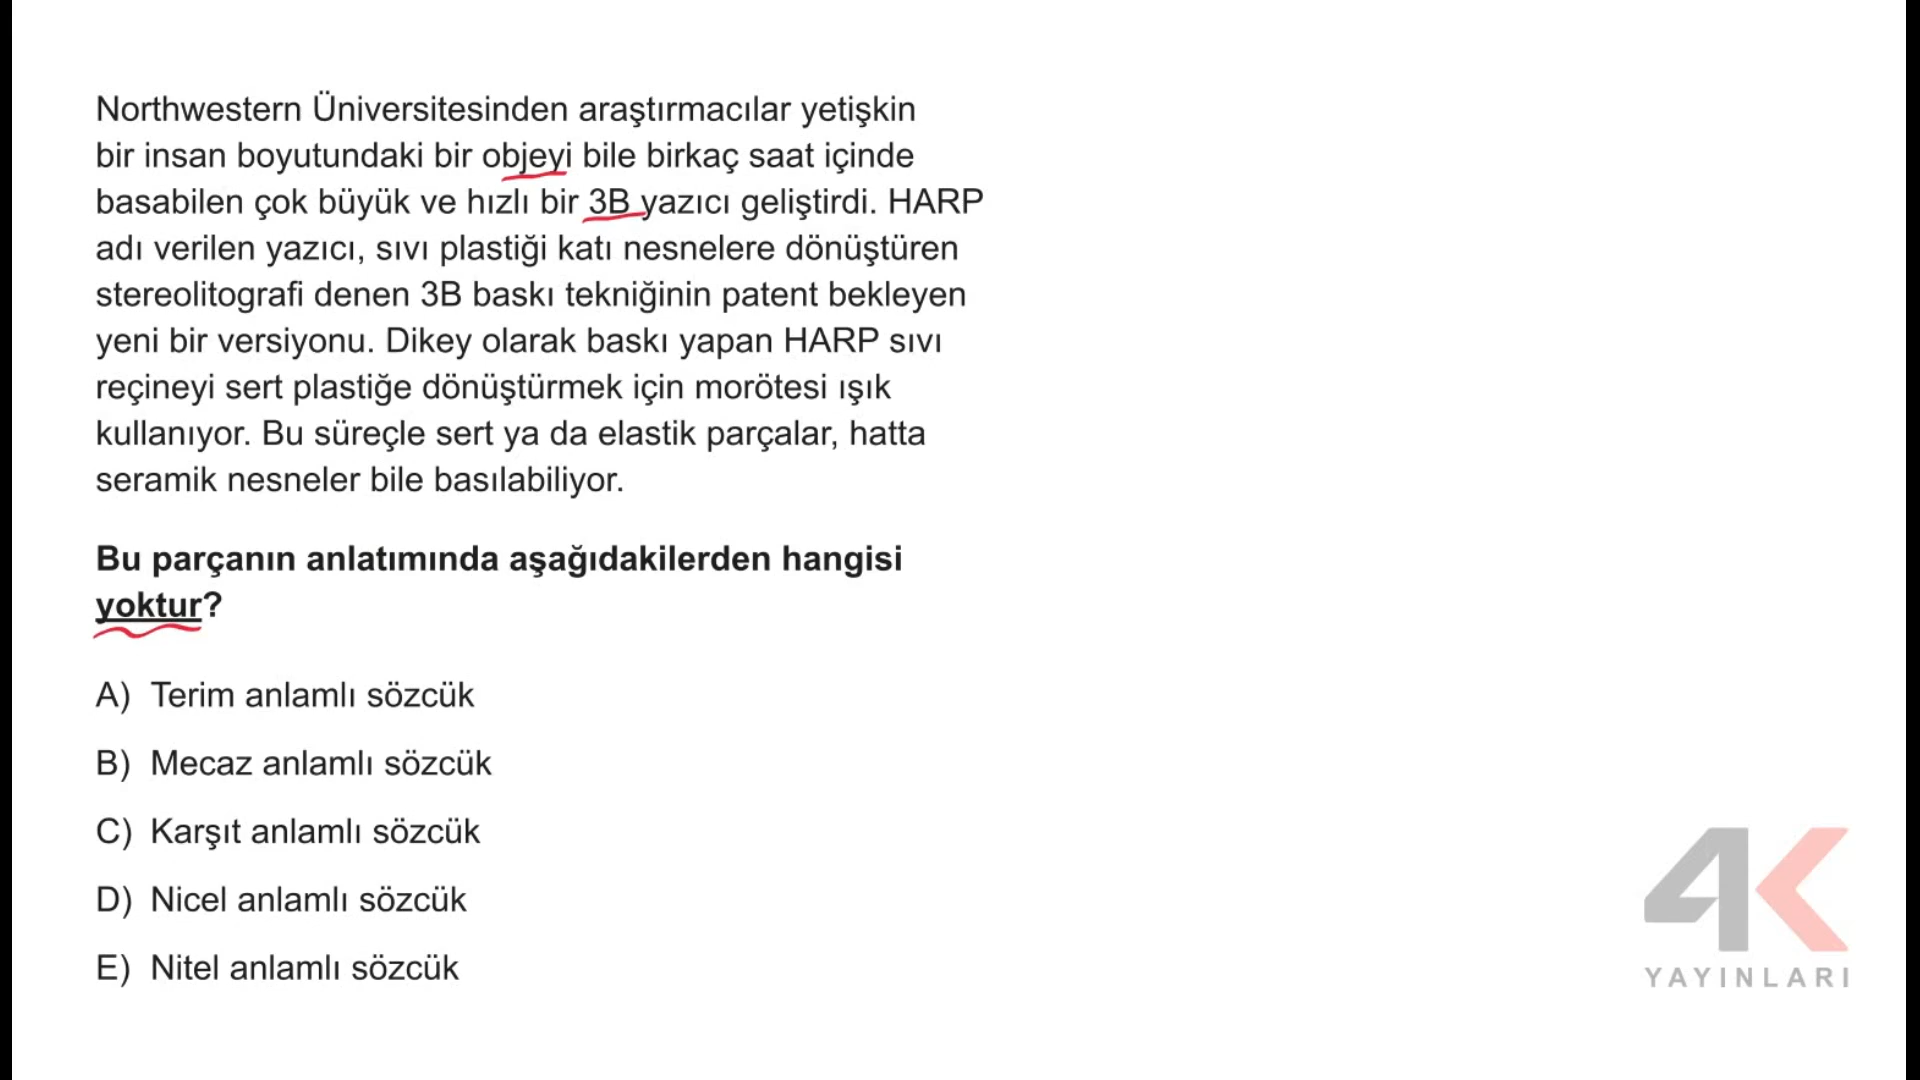 Northwestern Üniversitesinden araştırmacılar yetişkin
bir insan boyutundaki bir objeyi bile birkaç saat içinde
basabilen çok büyük ve hızlı bir 3B yazıcı geliştirdi. HARP
adı verilen yazıcı, sıvı plastiği katı nesnelere dönüştüren
stereolitografi denen 3B baskı tekniğinin patent bekleyen
yeni bir versiyonu. Dikey olarak baskı yapan HARP sıvı
reçineyi sert plastiğe dönüştürmek için morötesi ışık
kullanıyor. Bu süreçle sert ya da elastik parçalar, hatta
seramik nesneler bile basılabiliyor.
Bu parçanın anlatımında aşağıdakilerden hangisi
yoktur?
A) Terim anlamlı sözcük
B) Mecaz anlamlı sözcük
C) Karşıt anlamlı sözcük
D) Nicel anlamlı sözcük
E) Nitel anlamlı sözcük
4K
YAYINLARI